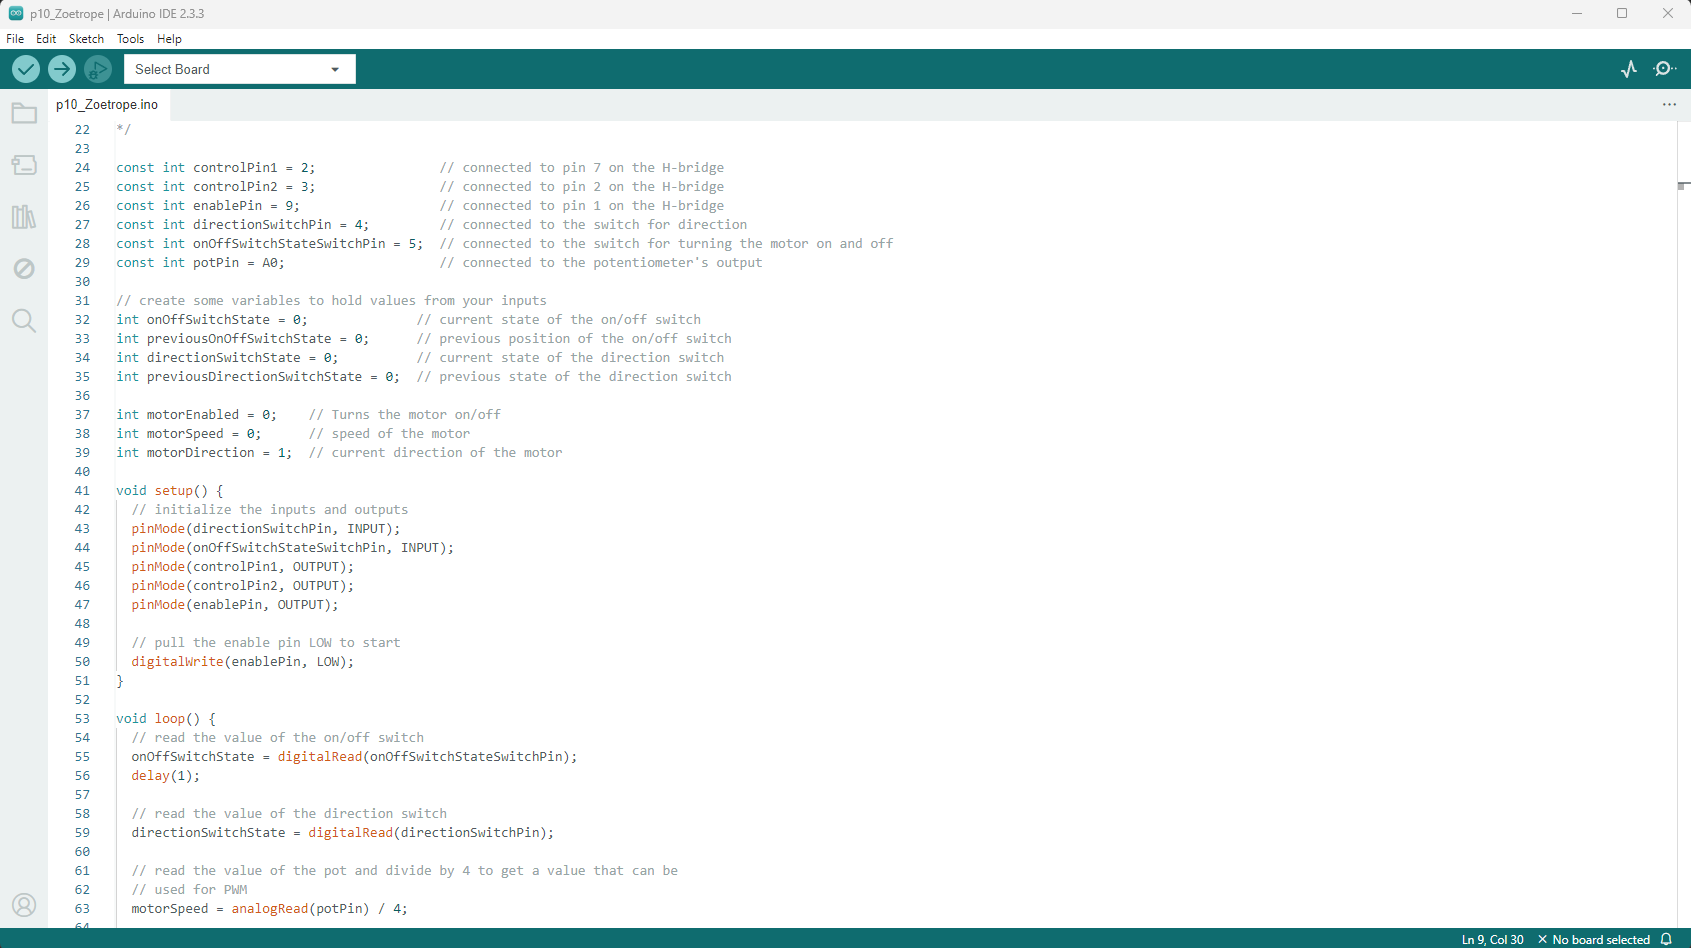 p10_Zoetrope | Arduino IDE 2.3.3
File Edit Sketch Tools Help
Select Board
p10_Zoetrope.ino
22 */
23
24 const int controlPin1 = 2; // connected to pin 7 on the H-bridge
25 const int controlPin2 = 3; // connected to pin 2 on the H-bridge
26 const int enablePin = 9; // connected to pin 1 on the H-bridge
27 const int directionSwitchPin = 4; // connected to the switch for direction
28 const int onOffSwitchStateSwitchPin = 5; // connected to the switch for turning the motor on and off
29 const int potPin = A0; // connected to the potentiometer's output
30
31 // create some variables to hold values from your inputs
32 int onOffSwitchState = 0; // current state of the on/off switch
33 int previousOnOffSwitchState = 0; // previous position of the on/off switch
34 int directionSwitchState = 0; // current state of the direction switch
35 int previousDirectionSwitchState = 0; // previous state of the direction switch
36
37 int motorEnabled = 0; // Turns the motor on/off
38 int motorSpeed = 0; // speed of the motor
39 int motorDirection = 1; // current direction of the motor
40
41 void setup() {
42 // initialize the inputs and outputs
43 pinMode(directionSwitchPin, INPUT);
44 pinMode(onOffSwitchStateSwitchPin, INPUT);
45 pinMode(controlPin1, OUTPUT);
46 pinMode(controlPin2, OUTPUT);
47 pinMode(enablePin, OUTPUT);
48
49 // pull the enable pin LOW to start
50 digitalWrite(enablePin, LOW);
51 }
52
53 void loop() {
54 // read the value of the on/off switch
55 onOffSwitchState = digitalRead(onOffSwitchStateSwitchPin);
56 delay(1);
57
58 // read the value of the direction switch
59 directionSwitchState = digitalRead(directionSwitchPin);
60
61 // read the value of the pot and divide by 4 to get a value that can be
62 // used for PWM
63 motorSpeed = analogRead(potPin) / 4;
64
Ln 9, Col 30 × No board selected